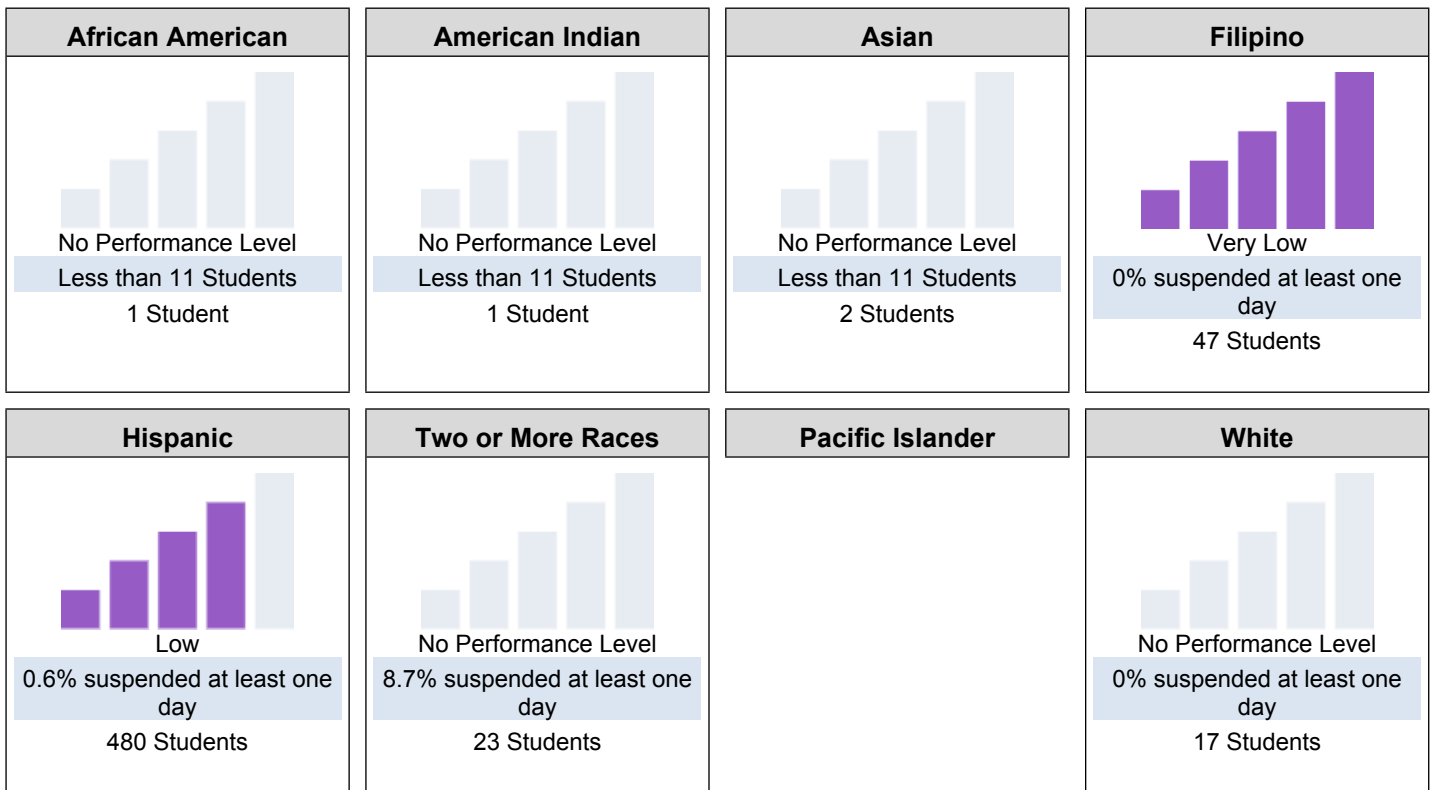 African American
No Performance Level
Less than 11 Students
1 Student
American Indian
No Performance Level
Less than 11 Students
1 Student
Asian
No Performance Level
Less than 11 Students
2 Students
Filipino
Very Low
0% suspended at least one
day
47 Students
Hispanic
Low
0.6% suspended at least one
day
480 Students
Two or More Races
No Performance Level
8.7% suspended at least one
day
23 Students
Pacific Islander
White
No Performance Level
0% suspended at least one
day
17 Students